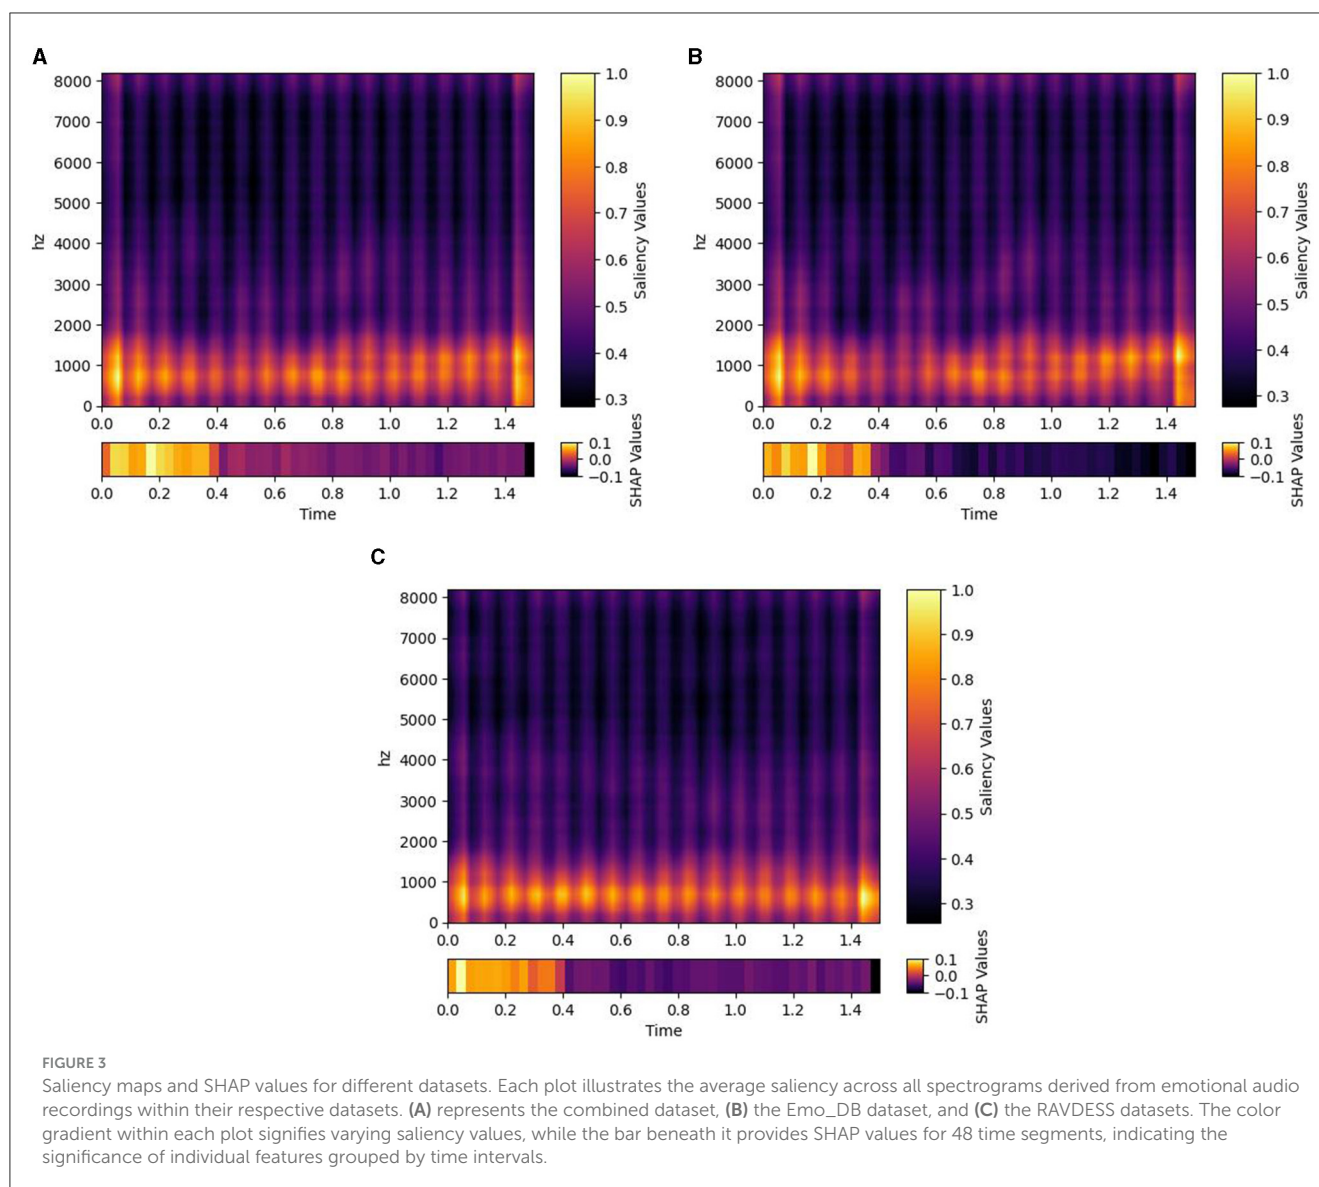 A
8000
7000
6000
5000
4000
3000
2000
1000
0
hz
0.0 0.2 0.4 0.6 0.8 1.0 1.2 1.4
1.0
0.9
0.8
0.7
0.6
0.5
0.4
0.3
Saliency Values
0.0 0.2 0.4 0.6 0.8 1.0 1.2 1.4
Time
0.1
0.0
−0.1
SHAP Values
B
8000
7000
6000
5000
4000
3000
2000
1000
0
hz
0.0 0.2 0.4 0.6 0.8 1.0 1.2 1.4
1.0
0.9
0.8
0.7
0.6
0.5
0.4
0.3
Saliency Values
0.0 0.2 0.4 0.6 0.8 1.0 1.2 1.4
Time
0.1
0.0
−0.1
SHAP Values
C
8000
7000
6000
5000
4000
3000
2000
1000
0
hz
0.0 0.2 0.4 0.6 0.8 1.0 1.2 1.4
1.0
0.9
0.8
0.7
0.6
0.5
0.4
0.3
Saliency Values
0.0 0.2 0.4 0.6 0.8 1.0 1.2 1.4
Time
0.1
0.0
−0.1
SHAP Values
FIGURE 3
Saliency maps and SHAP values for different datasets. Each plot illustrates the average saliency across all spectrograms derived from emotional audio
recordings within their respective datasets. (A) represents the combined dataset, (B) the Emo_DB dataset, and (C) the RAVDESS datasets. The color
gradient within each plot signifies varying saliency values, while the bar beneath it provides SHAP values for 48 time segments, indicating the
significance of individual features grouped by time intervals.